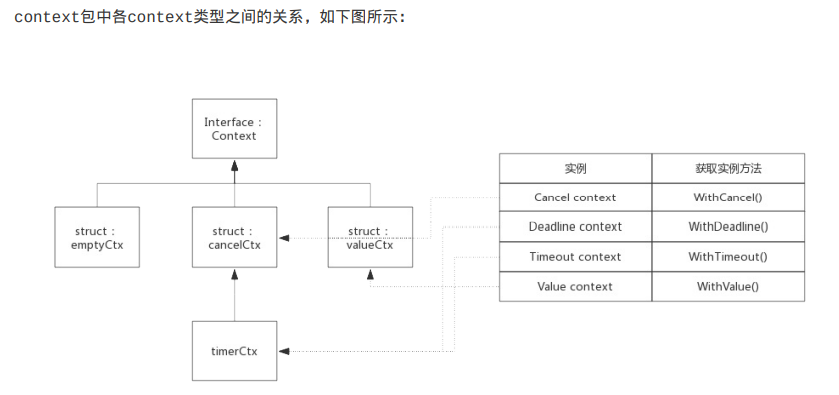 context包中各context类型之间的关系，如下图所示：
Interface：
Context
struct：
emptyCtx
struct：
cancelCtx
struct：
valueCtx
timerCtx
实例 获取实例方法
Cancel context WithCancel()
Deadline context WithDeadline()
Timeout context WithTimeout()
Value context WithValue()